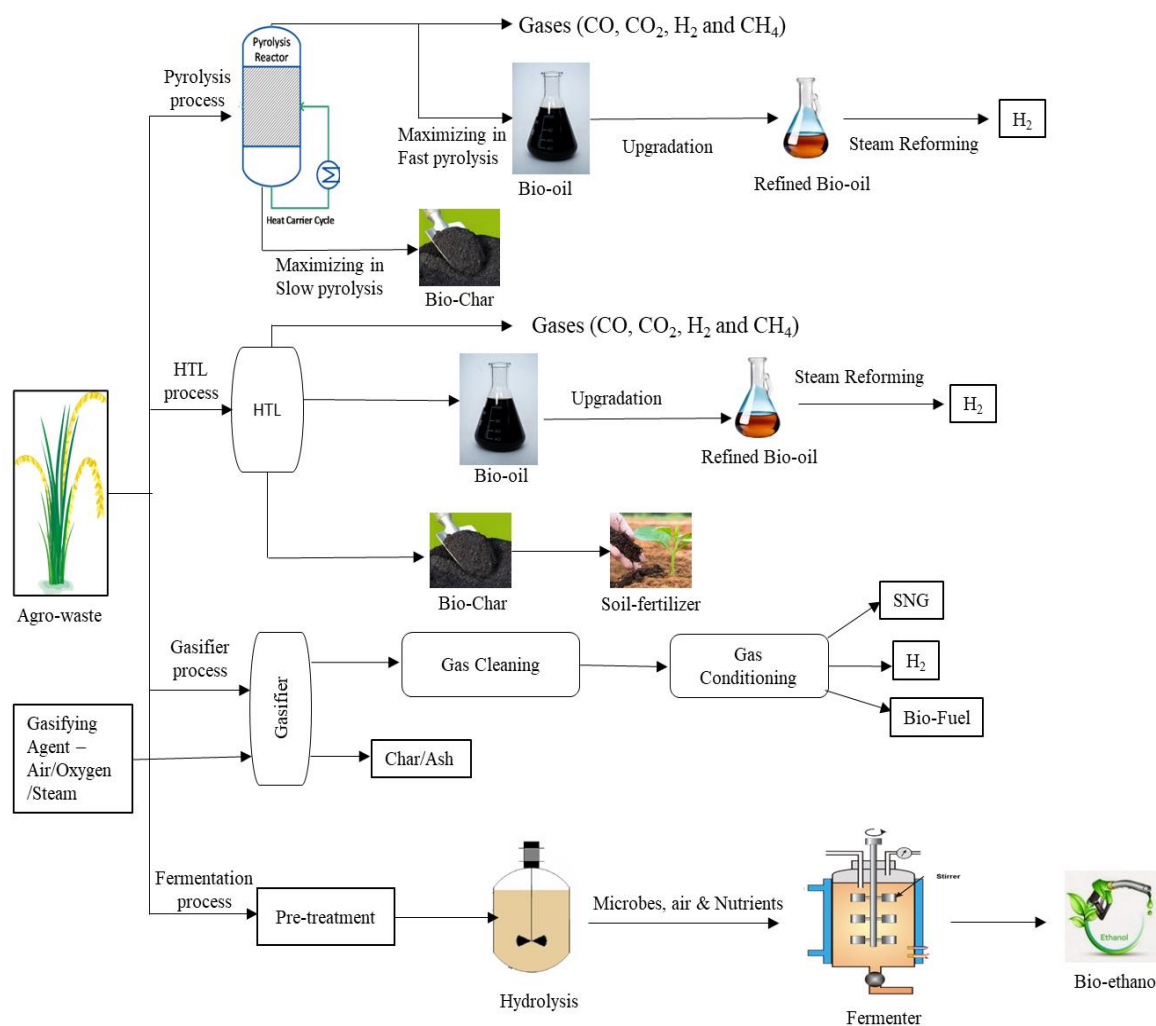 Gases (CO, CO₂, H₂ and CH₄)
Pyrolysis
Reactor
Pyrolysis
process
Maximizing in
Fast pyrolysis
Bio-oil
Upgradation
Refined Bio-oil
Steam Reforming
H₂
Heat Carrier Cycle
Maximizing in
Slow pyrolysis
Bio-Char
Gases (CO, CO₂, H₂ and CH₄)
HTL
process
HTL
Bio-oil
Upgradation
Refined Bio-oil
Steam Reforming
H₂
Bio-Char
Soil-fertilizer
Agro-waste
Gasifier
process
Gasifier
Gas Cleaning
Gas
Conditioning
SNG
H₂
Bio-Fuel
Gasifying
Agent –
Air/Oxygen
/Steam
Char/Ash
Fermentation
process
Pre-treatment
Hydrolysis
Microbes, air & Nutrients
Stirrer
Fermenter
Ethanol
Bio-ethano